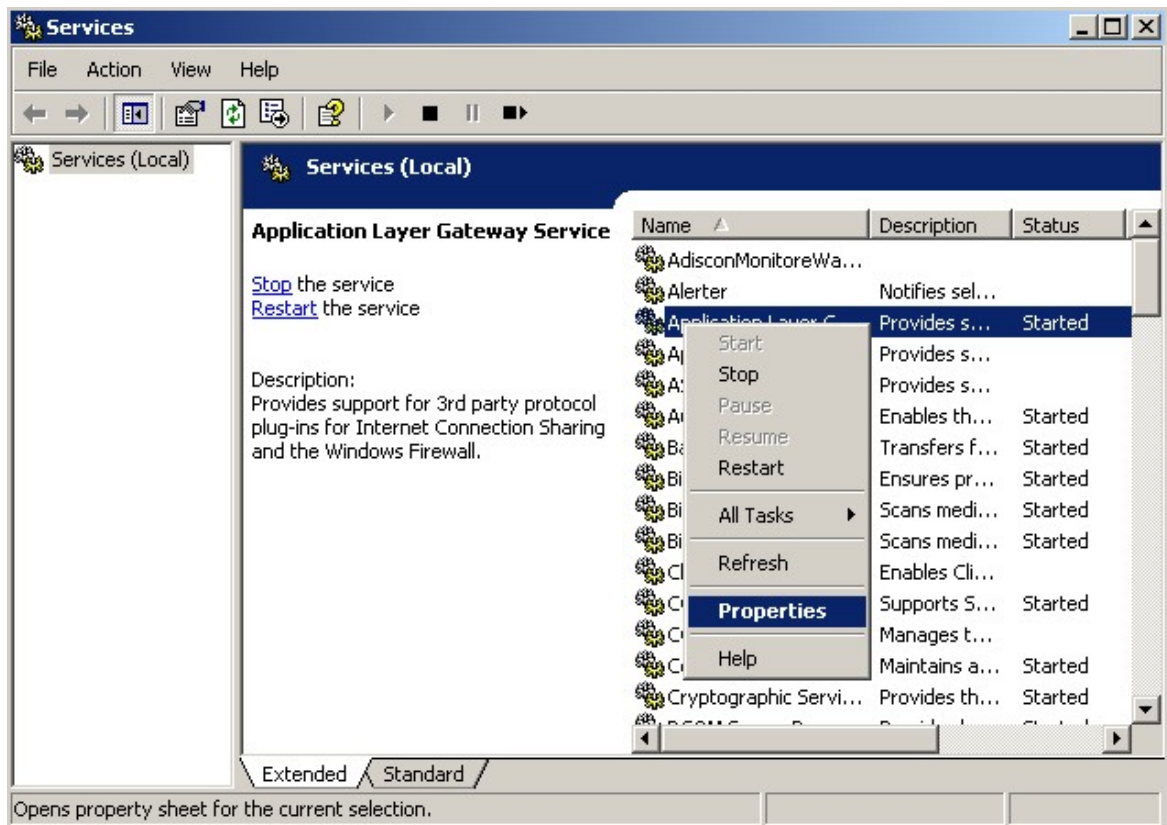 Services
File Action View Help
Services (Local)
Services (Local)
Application Layer Gateway Service
Stop the service
Restart the service
Description:
Provides support for 3rd party protocol
plug-ins for Internet Connection Sharing
and the Windows Firewall.
Name Description Status
AdisconMonitoreWa...
Alerter Notifies sel...
Application Layer G... Provides s... Started
Provides s...
Provides s...
Enables th... Started
Transfers f... Started
Ensures pr... Started
Scans medi... Started
Scans medi... Started
Enables Cli...
Supports S... Started
Manages t...
Maintains a... Started
Cryptographic Servi... Provides th... Started
Start
Stop
Pause
Resume
Restart
All Tasks
Refresh
Properties
Help
Extended Standard
Opens property sheet for the current selection.